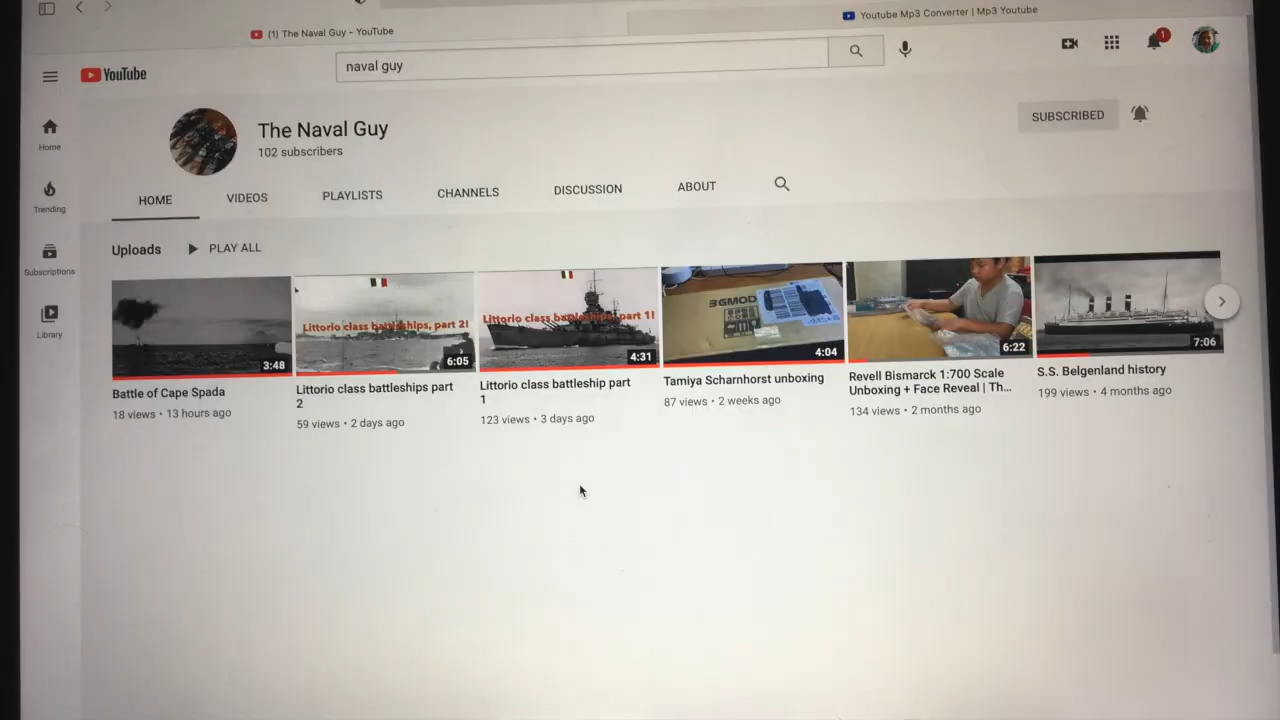 (1) The Naval Guy - YouTube
Youtube Mp3 Converter | Mp3 Youtube
YouTube
naval guy
1
The Naval Guy
102 subscribers
SUBSCRIBED
Home
Trending
Subscriptions
Library
HOME
VIDEOS
PLAYLISTS
CHANNELS
DISCUSSION
ABOUT
Uploads
PLAY ALL
3:48
Battle of Cape Spada
18 views • 13 hours ago
Littorio class battleships, part 2!
6:05
Littorio class battleships part
2
59 views • 2 days ago
Littorio class battleships, part 1!
4:31
Littorio class battleship part
1
123 views • 3 days ago
3GMOD
4:04
Tamiya Scharnhorst unboxing
87 views • 2 weeks ago
6:22
Revell Bismarck 1:700 Scale
Unboxing + Face Reveal | Th...
134 views • 2 months ago
7:06
S.S. Belgenland history
199 views • 4 months ago